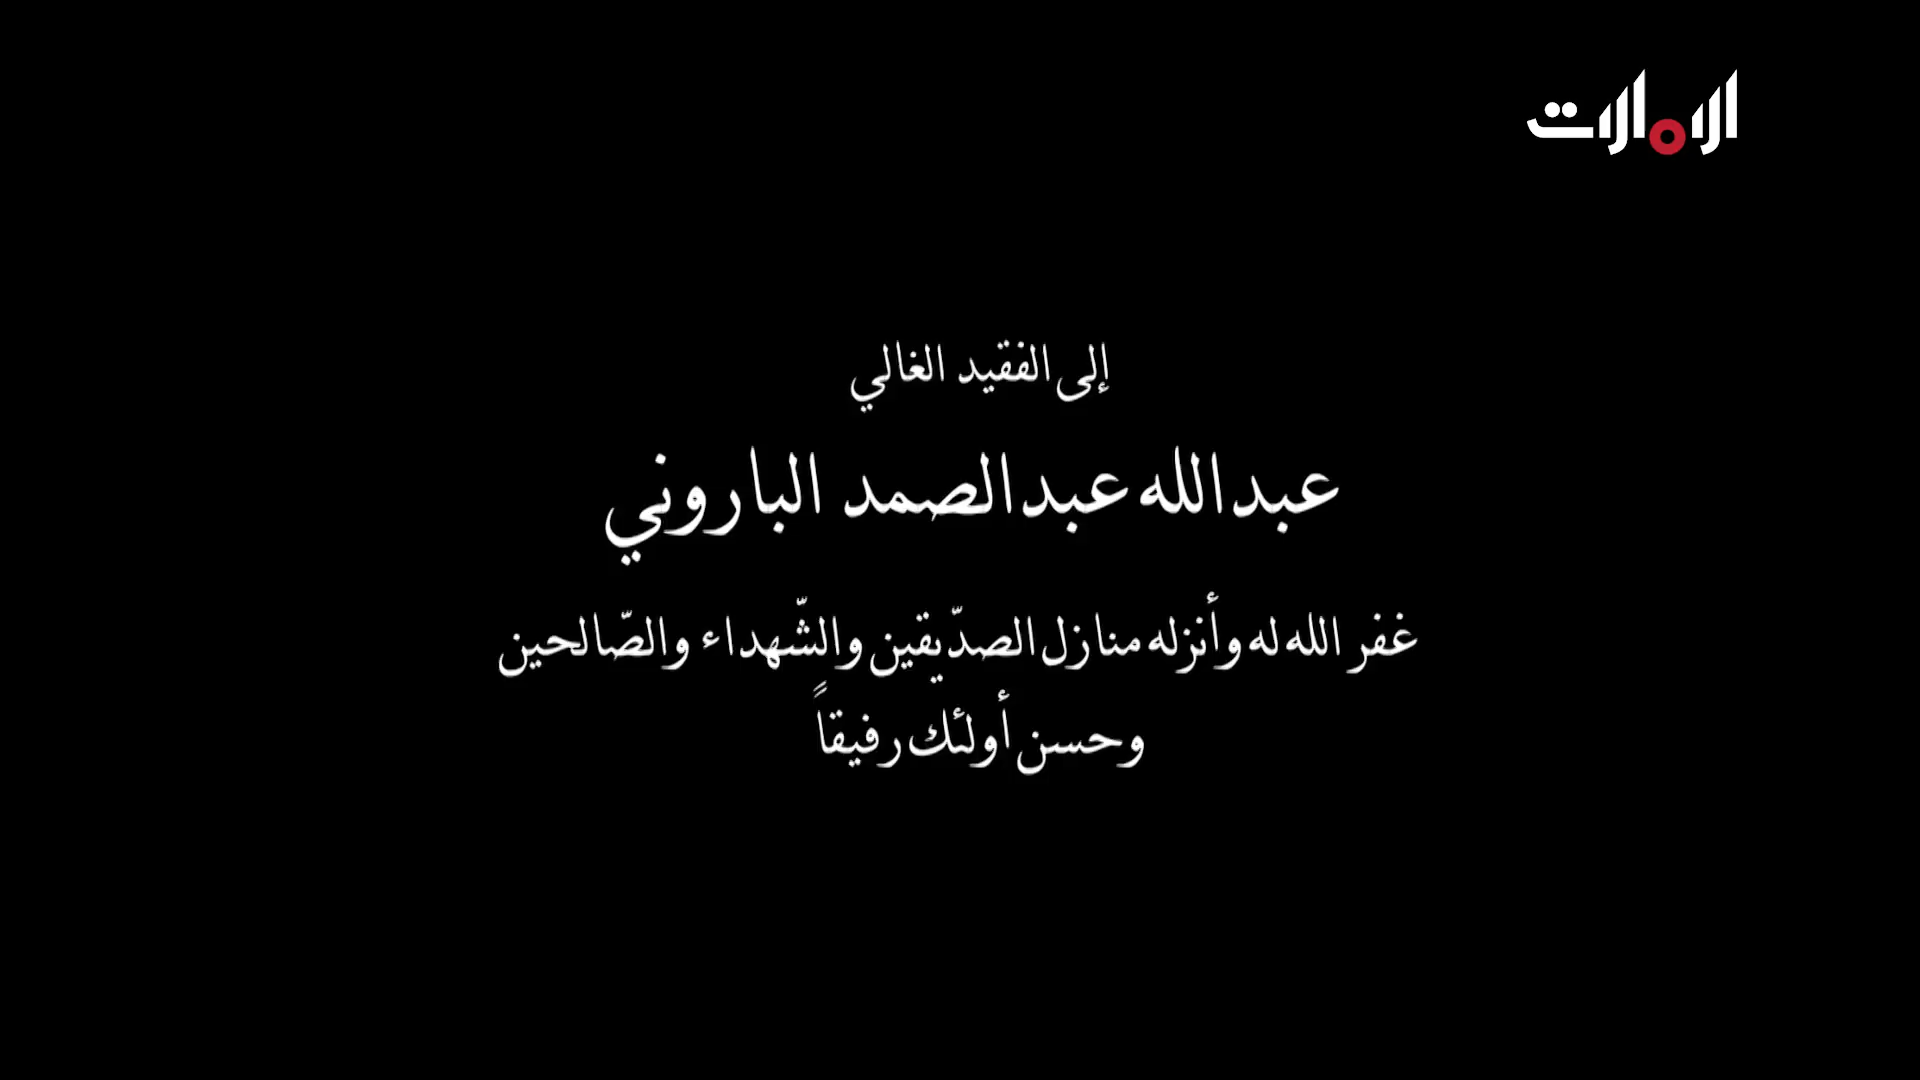 الامارات
إلى الفقيد الغالي
عبدالله عبدالصمد الباروني
غفر الله له وأنزله منازل الصدّيقين والشّهداء والصّالحين
وحسن أولئك رفيقاً